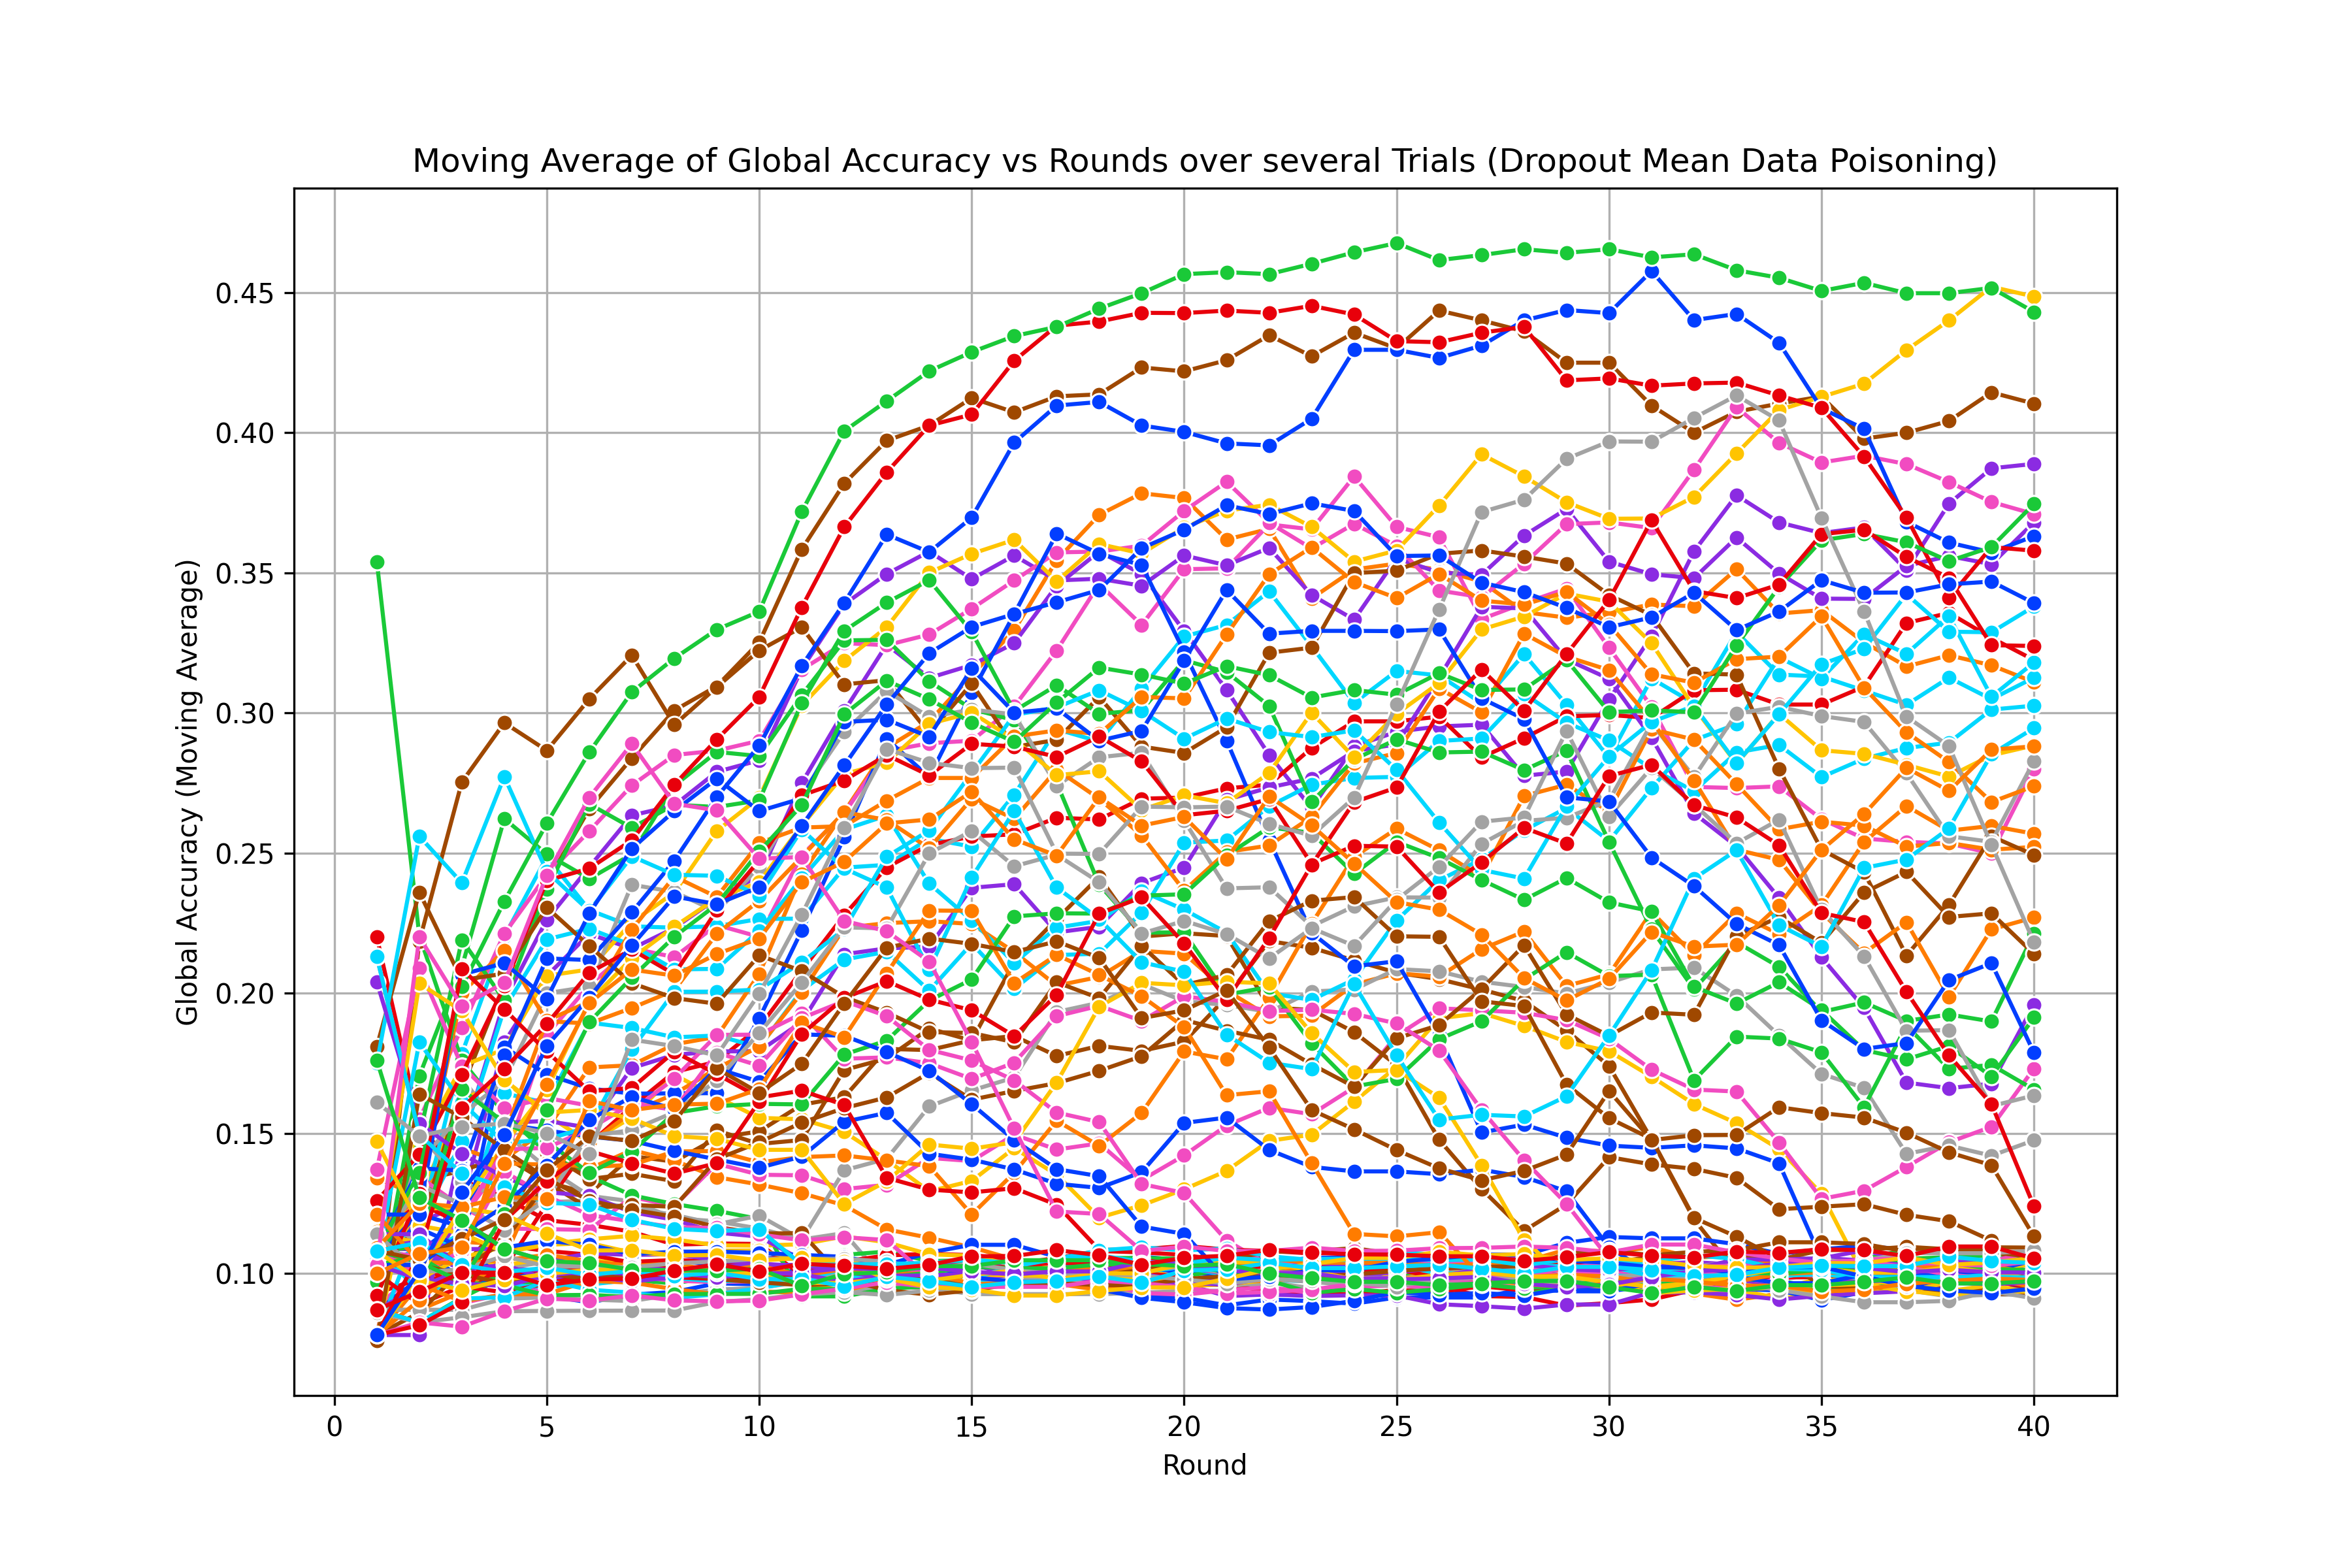 Moving Average of Global Accuracy vs Rounds over several Trials (Dropout Mean Data Poisoning)
Global Accuracy (Moving Average)
0.45
0.40
0.35
0.30
0.25
0.20
0.15
0.10
0 5 10 15 20 25 30 35 40
Round